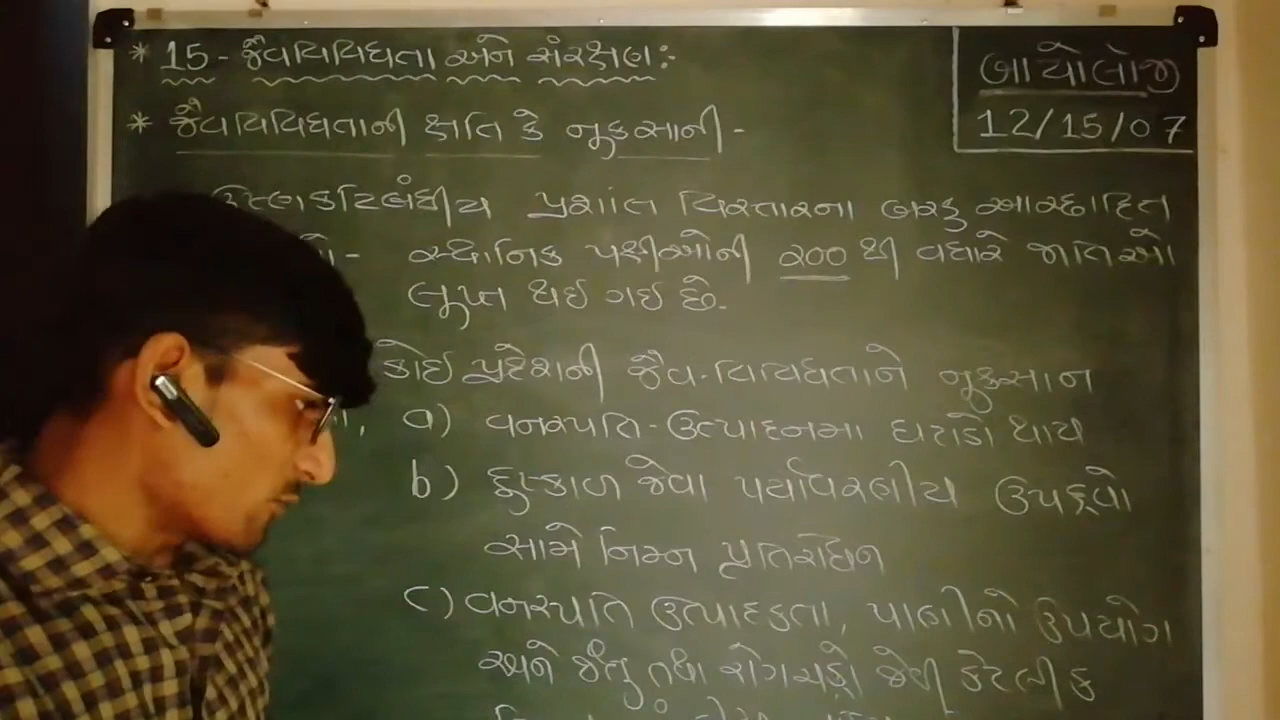 * 15 - જૈવવિવિધતા અને સંરક્ષણ :-
બાયોલોજી
12/15/07
* જૈવવિવિધતાની ક્ષતિ કે નૂકસાની -
ઉષ્ણકટિબંધીય પ્રશાંત વિસ્તારના બરફ આચ્છાદિત
- સ્થાનિક પક્ષીઓની ૨૦૦ થી વધારે જાતિઓ
લૂપ્ત થઈ ગઈ છે.
કોઈ પ્રદેશની જૈવ-વિવિધતાને નૂકસાન
, a) વનસ્પતિ-ઉત્પાદનમા ઘટાડો થાય
b) દુષ્કાળ જેવા પર્યાવરણીય ઉપદ્રવો
સામે નિમ્ન પ્રતિરોધન
c) વનસ્પતિ ઉત્પાદકતા, પાણીનો ઉપયોગ
અને જંતુ તથા રોગચક્રો જેવી કેટલીક